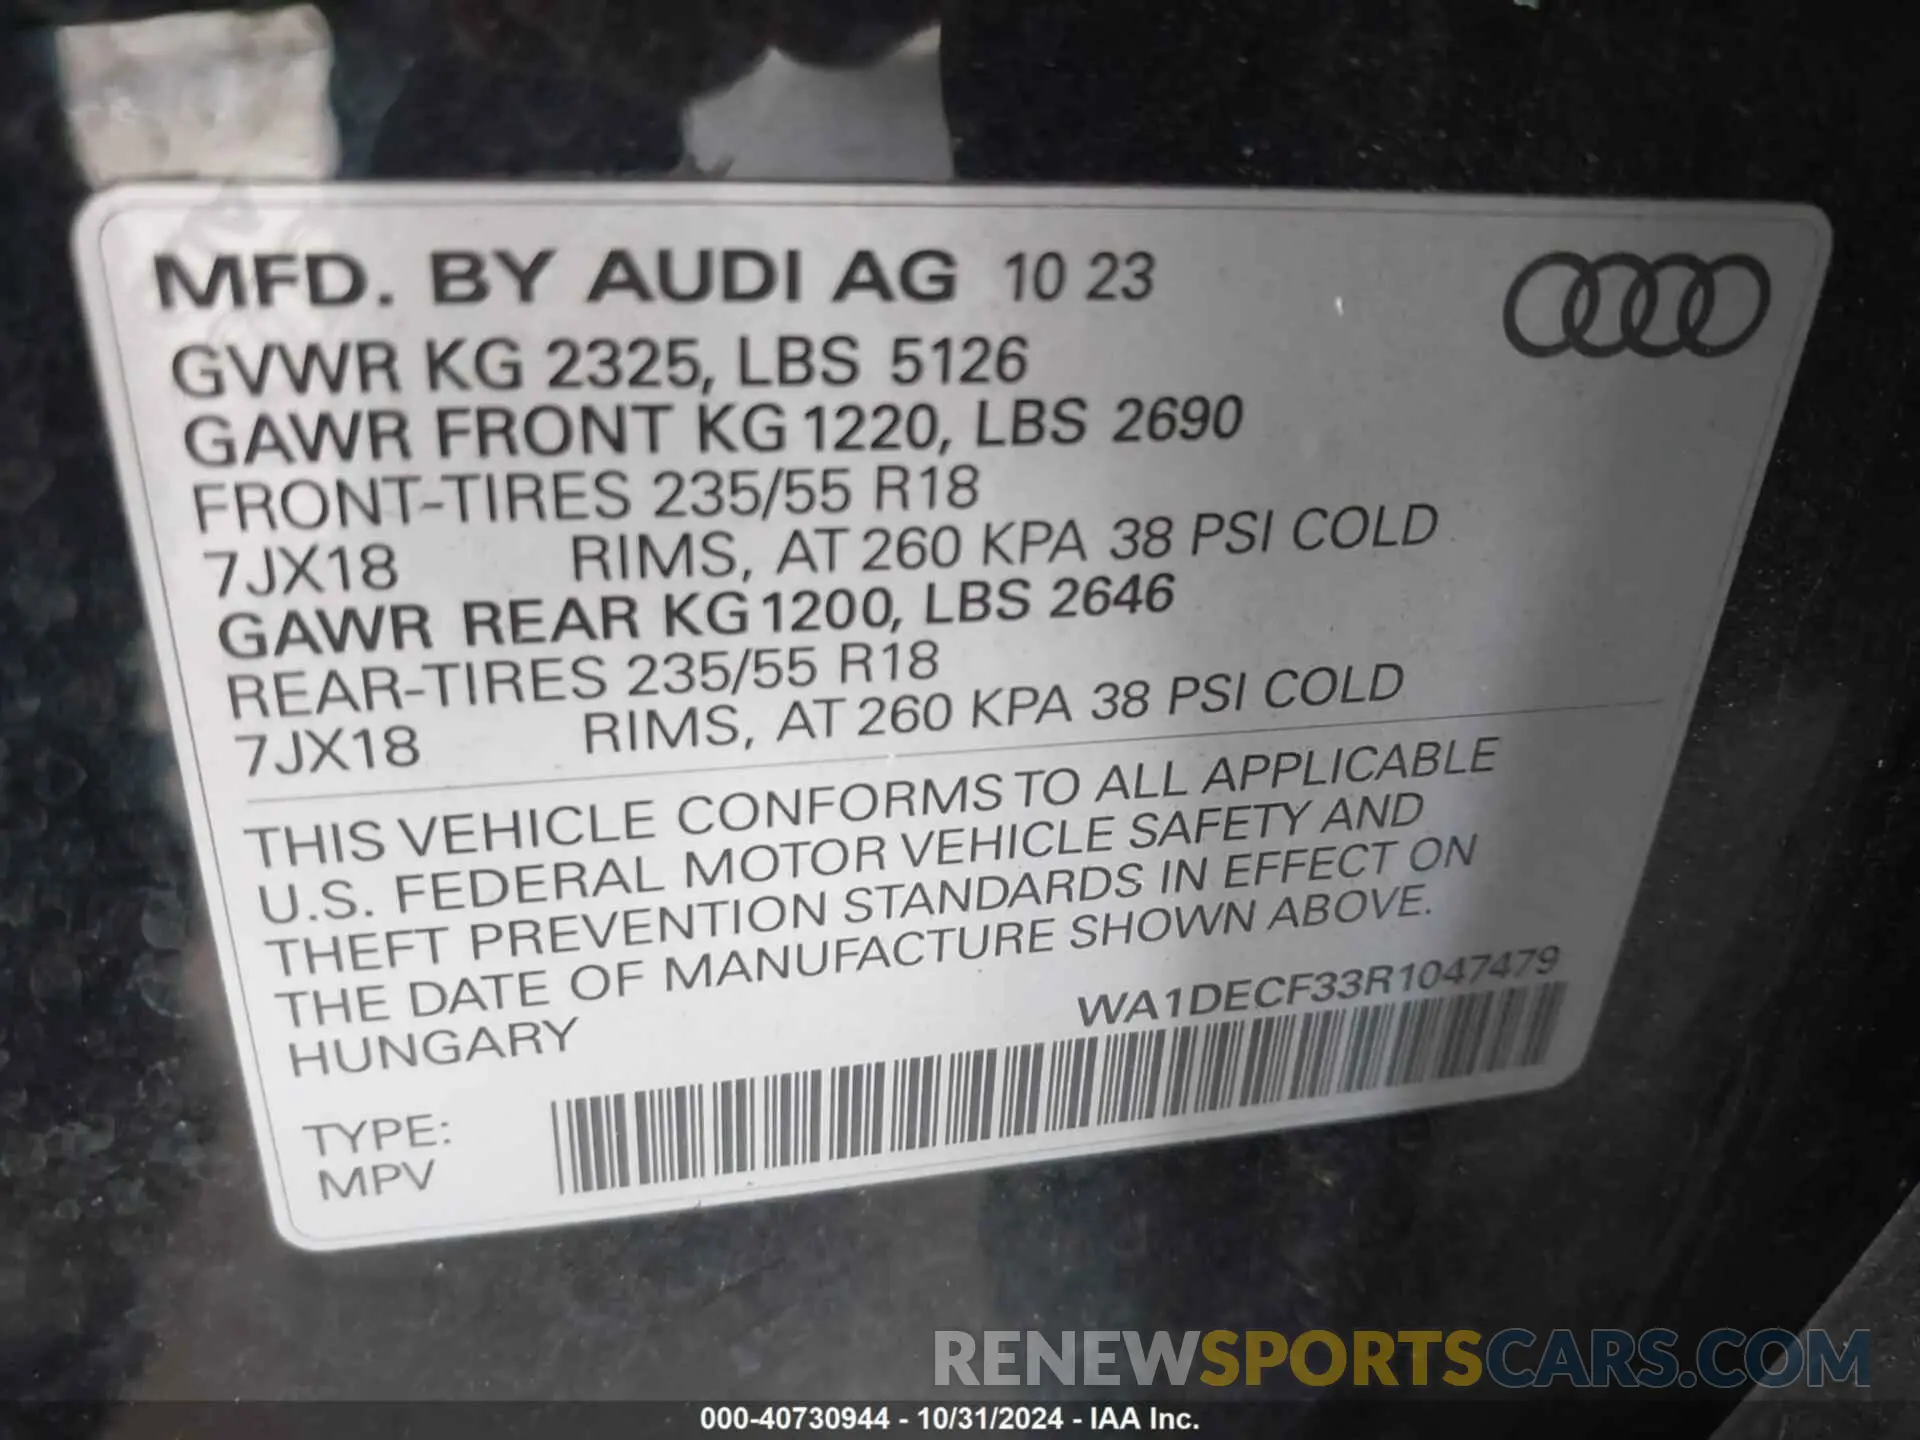 MFD. BY AUDI AG 10 23
GVWR KG 2325, LBS 5126
GAWR FRONT KG 1220, LBS 2690
FRONT-TIRES 235/55 R18
7JX18 RIMS, AT 260 KPA 38 PSI COLD
GAWR REAR KG 1200, LBS 2646
REAR-TIRES 235/55 R18
7JX18 RIMS, AT 260 KPA 38 PSI COLD
THIS VEHICLE CONFORMS TO ALL APPLICABLE
U.S. FEDERAL MOTOR VEHICLE SAFETY AND
THEFT PREVENTION STANDARDS IN EFFECT ON
THE DATE OF MANUFACTURE SHOWN ABOVE.
HUNGARY WA1DECF33R1047479
TYPE:
MPV
RENEWSPORTSCARS.COM
000-40730944 - 10/31/2024 - IAA Inc.